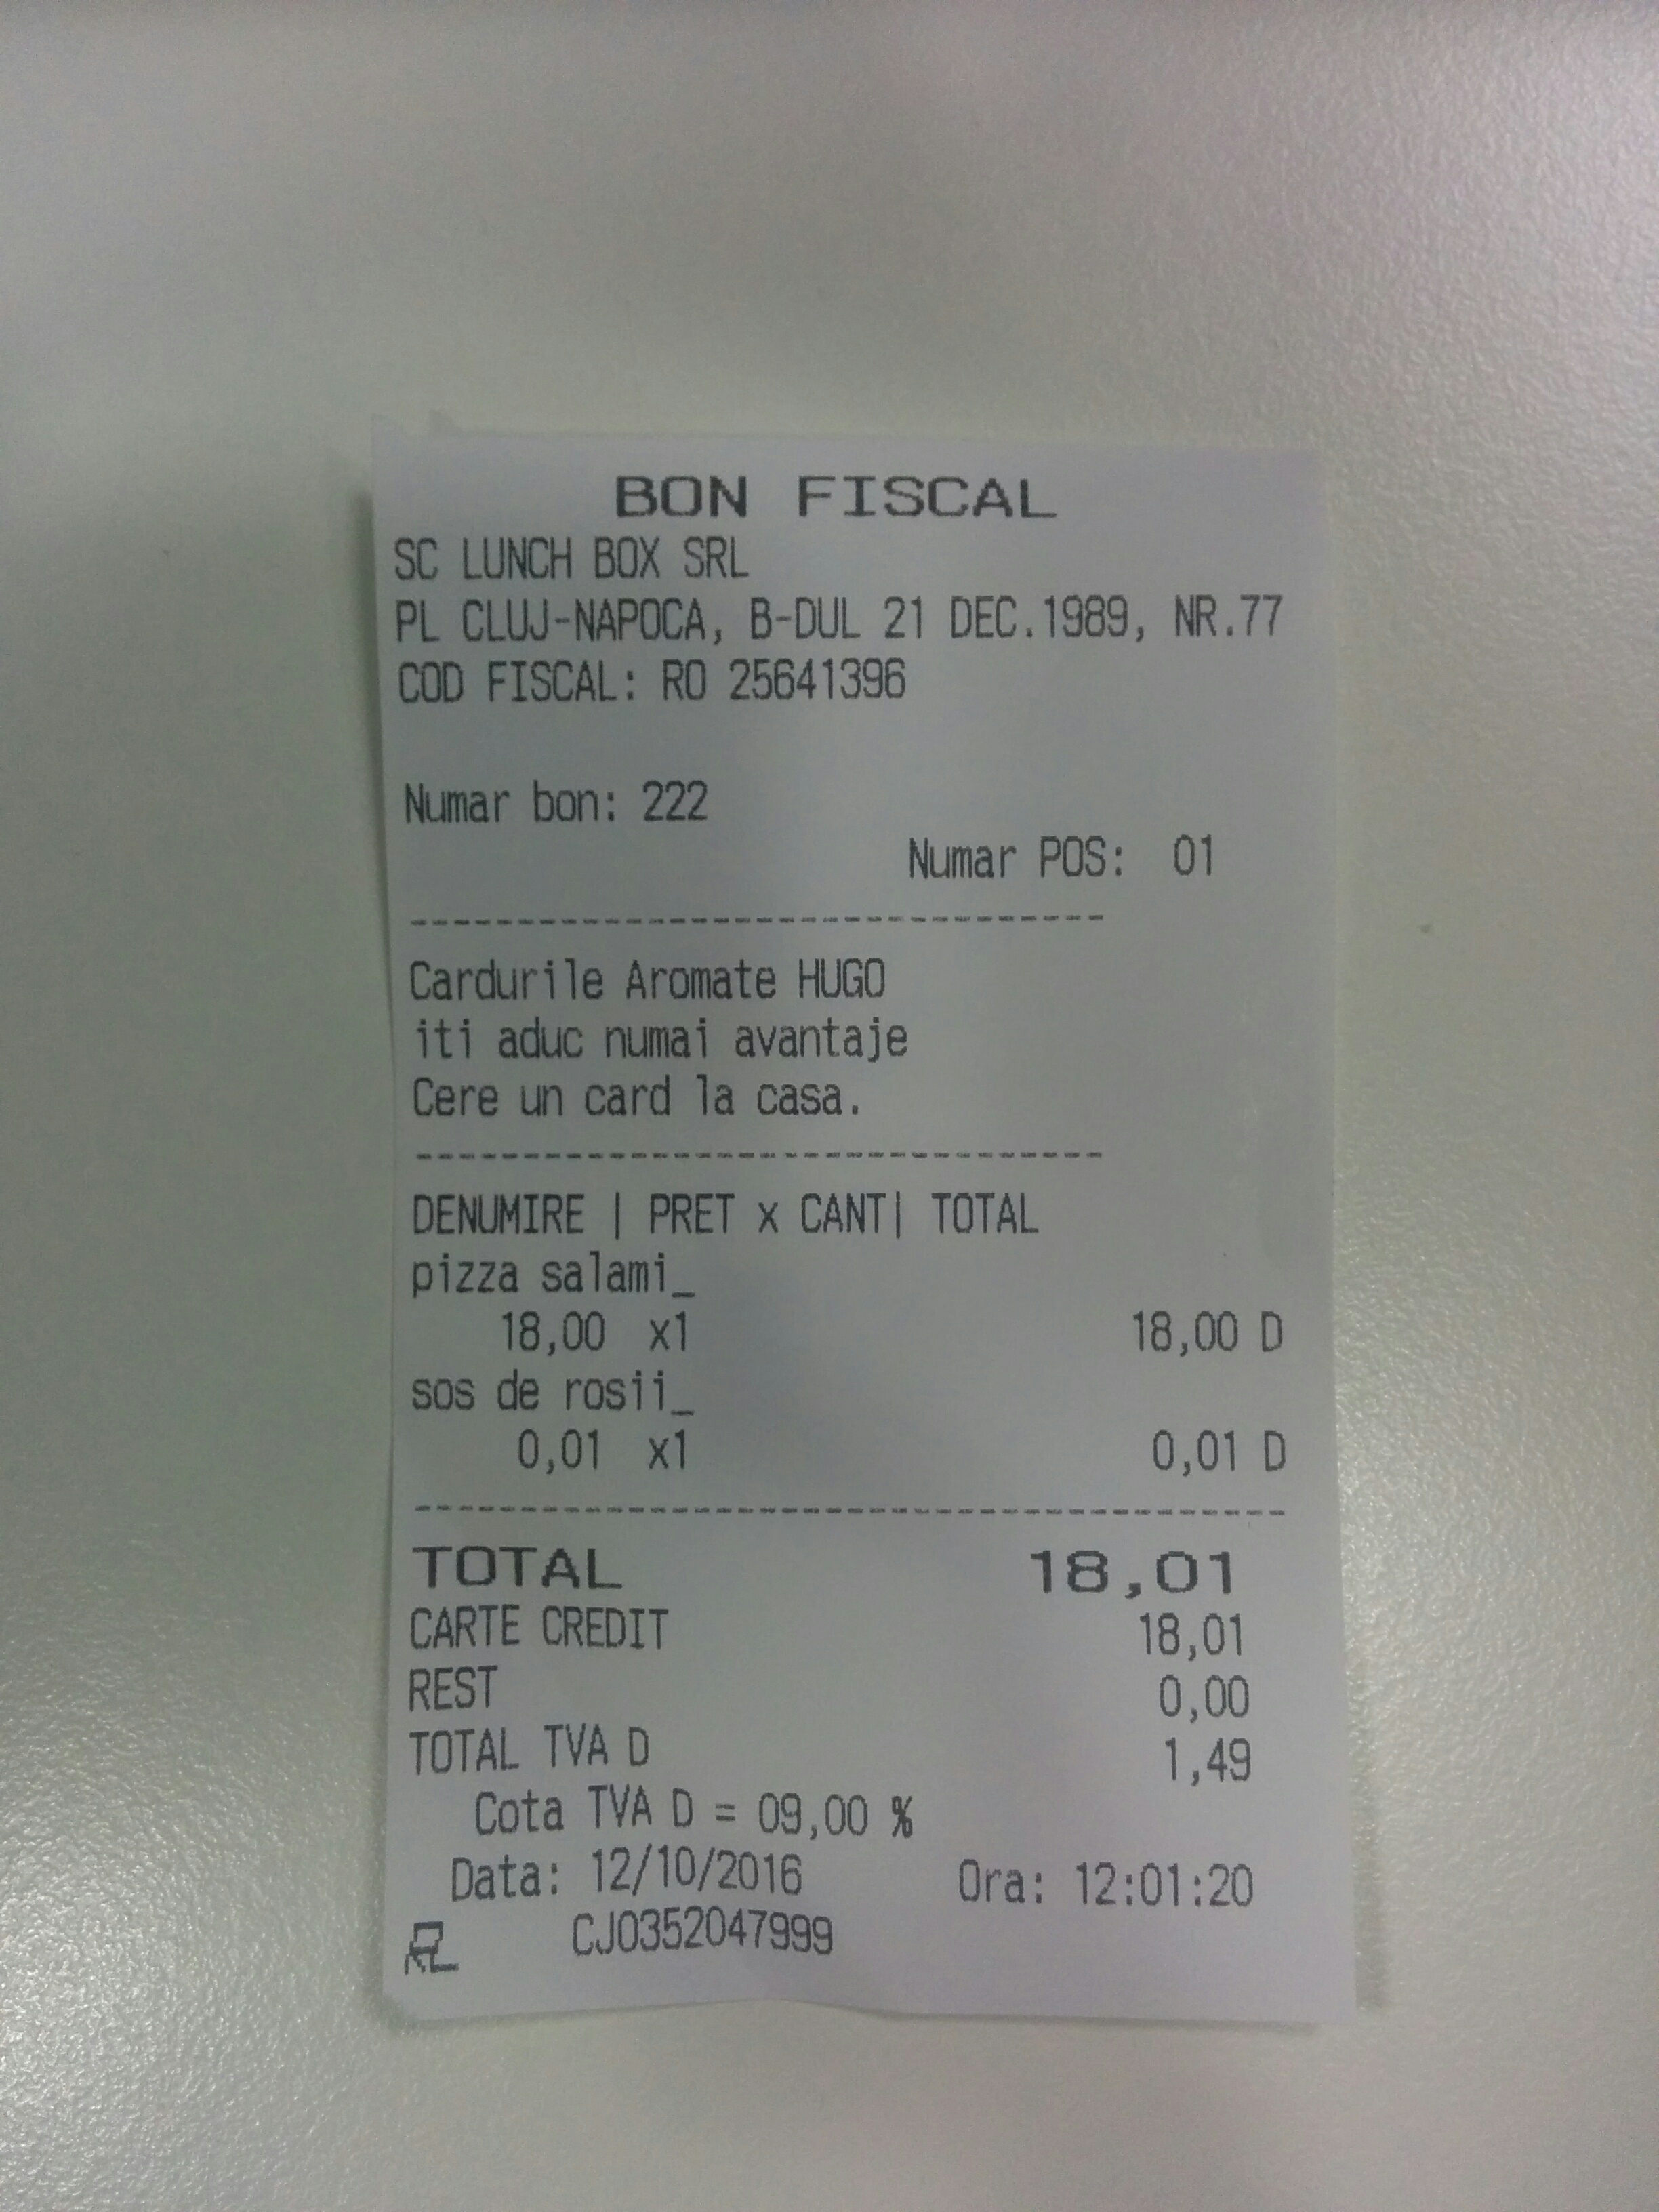 BON FISCAL
SC LUNCH BOX SRL
PL CLUJ-NAPOCA, B-DUL 21 DEC.1989, NR.77
COD FISCAL: RO 25641396
Numar bon: 222
Numar POS: 01
--------------------------------
Cardurile Aromate HUGO
iti aduc numai avantaje
Cere un card la casa.
--------------------------------
DENUMIRE | PRET x CANT| TOTAL
pizza salami_
18,00 x1 18,00 D
sos de rosii_
0,01 x1 0,01 D
----------------------------------------
TOTAL 18,01
CARTE CREDIT 18,01
REST 0,00
TOTAL TVA D 1,49
Cota TVA D = 09,00 %
Data: 12/10/2016 Ora: 12:01:20
CJ0352047999